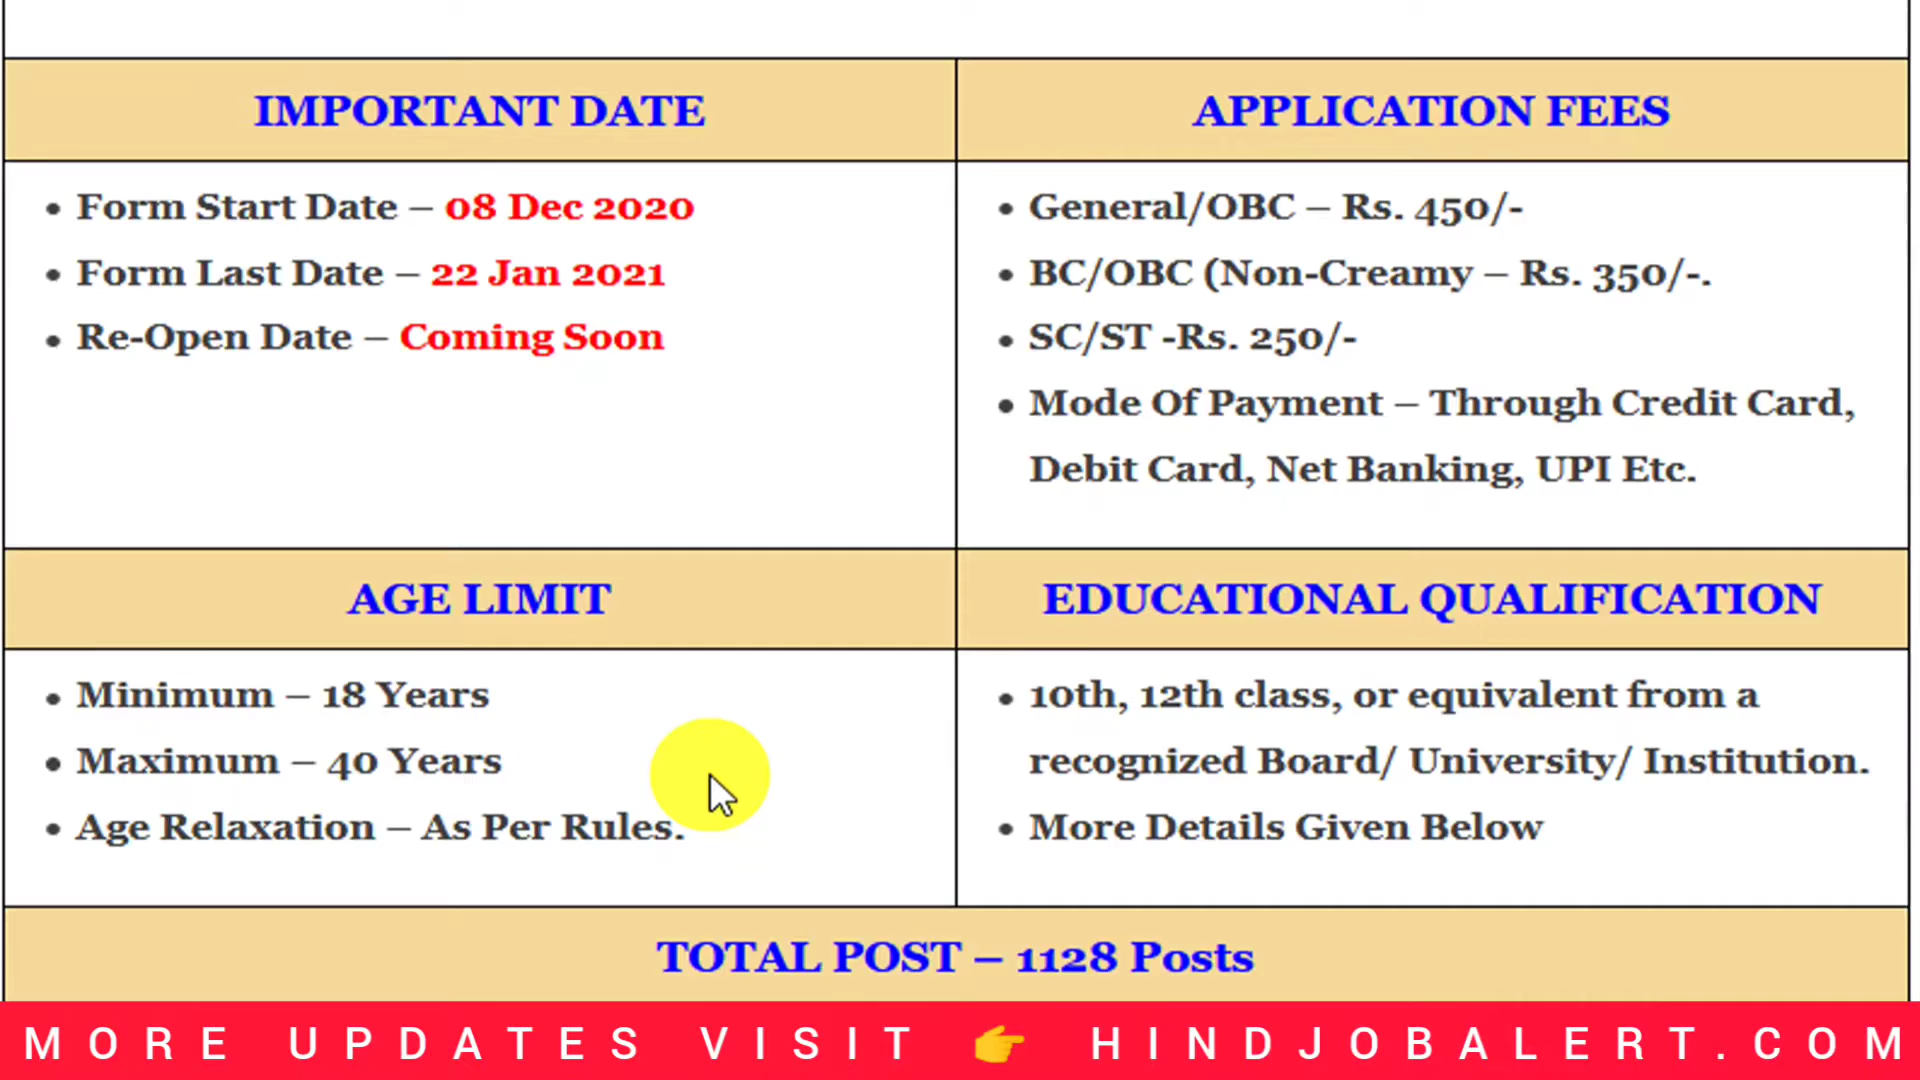 IMPORTANT DATE
• Form Start Date – 08 Dec 2020
• Form Last Date – 22 Jan 2021
• Re-Open Date – Coming Soon
APPLICATION FEES
• General/OBC – Rs. 450/-
• BC/OBC (Non-Creamy – Rs. 350/-.
• SC/ST -Rs. 250/-
• Mode Of Payment – Through Credit Card,
Debit Card, Net Banking, UPI Etc.
AGE LIMIT
• Minimum – 18 Years
• Maximum – 40 Years
• Age Relaxation – As Per Rules.
EDUCATIONAL QUALIFICATION
• 10th, 12th class, or equivalent from a
recognized Board/ University/ Institution.
• More Details Given Below
TOTAL POST – 1128 Posts
MORE UPDATES VISIT 👉 HINDJOBALERT.COM